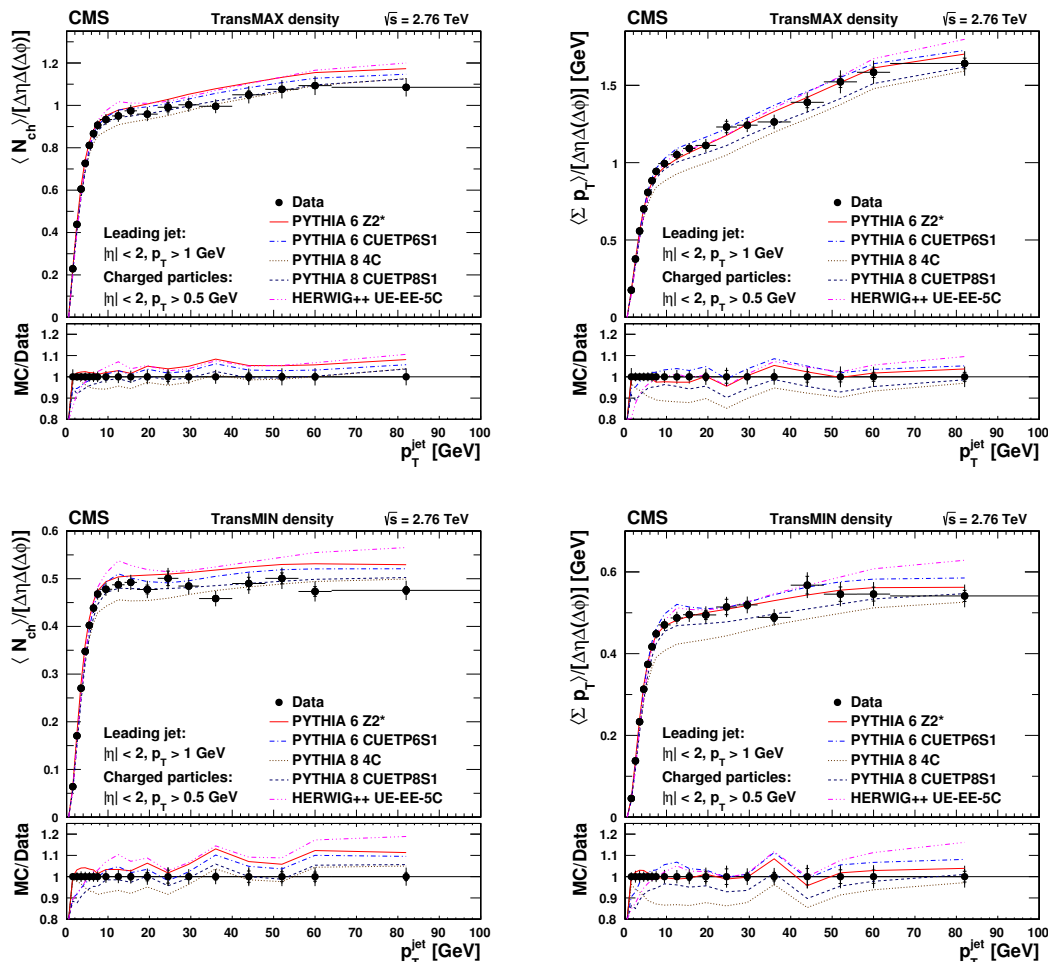 CMS TransMAX density √s = 2.76 TeV
⟨ N_ch ⟩/[ΔηΔ(Δϕ)]
1.2
1
0.8
0.6
0.4
0.2
0
Data
PYTHIA 6 Z2*
PYTHIA 6 CUETP6S1
PYTHIA 8 4C
PYTHIA 8 CUETP8S1
HERWIG++ UE-EE-5C
Leading jet:
|η| < 2, p_T > 1 GeV
Charged particles:
|η| < 2, p_T > 0.5 GeV
MC/Data
1.2
1.1
1
0.9
0.8
0 10 20 30 40 50 60 70 80 90 100
p_T^jet [GeV]
CMS TransMAX density √s = 2.76 TeV
⟨Σ p_T⟩/[ΔηΔ(Δϕ)] [GeV]
1.5
1
0.5
0
Data
PYTHIA 6 Z2*
PYTHIA 6 CUETP6S1
PYTHIA 8 4C
PYTHIA 8 CUETP8S1
HERWIG++ UE-EE-5C
Leading jet:
|η| < 2, p_T > 1 GeV
Charged particles:
|η| < 2, p_T > 0.5 GeV
MC/Data
1.2
1.1
1
0.9
0.8
0 10 20 30 40 50 60 70 80 90 100
p_T^jet [GeV]
CMS TransMIN density √s = 2.76 TeV
⟨ N_ch ⟩/[ΔηΔ(Δϕ)]
0.6
0.5
0.4
0.3
0.2
0.1
0
Data
PYTHIA 6 Z2*
PYTHIA 6 CUETP6S1
PYTHIA 8 4C
PYTHIA 8 CUETP8S1
HERWIG++ UE-EE-5C
Leading jet:
|η| < 2, p_T > 1 GeV
Charged particles:
|η| < 2, p_T > 0.5 GeV
MC/Data
1.2
1.1
1
0.9
0.8
0 10 20 30 40 50 60 70 80 90 100
p_T^jet [GeV]
CMS TransMIN density √s = 2.76 TeV
⟨Σ p_T⟩/[ΔηΔ(Δϕ)] [GeV]
0.6
0.4
0.2
0
Data
PYTHIA 6 Z2*
PYTHIA 6 CUETP6S1
PYTHIA 8 4C
PYTHIA 8 CUETP8S1
HERWIG++ UE-EE-5C
Leading jet:
|η| < 2, p_T > 1 GeV
Charged particles:
|η| < 2, p_T > 0.5 GeV
MC/Data
1.2
1.1
1
0.9
0.8
0 10 20 30 40 50 60 70 80 90 100
p_T^jet [GeV]